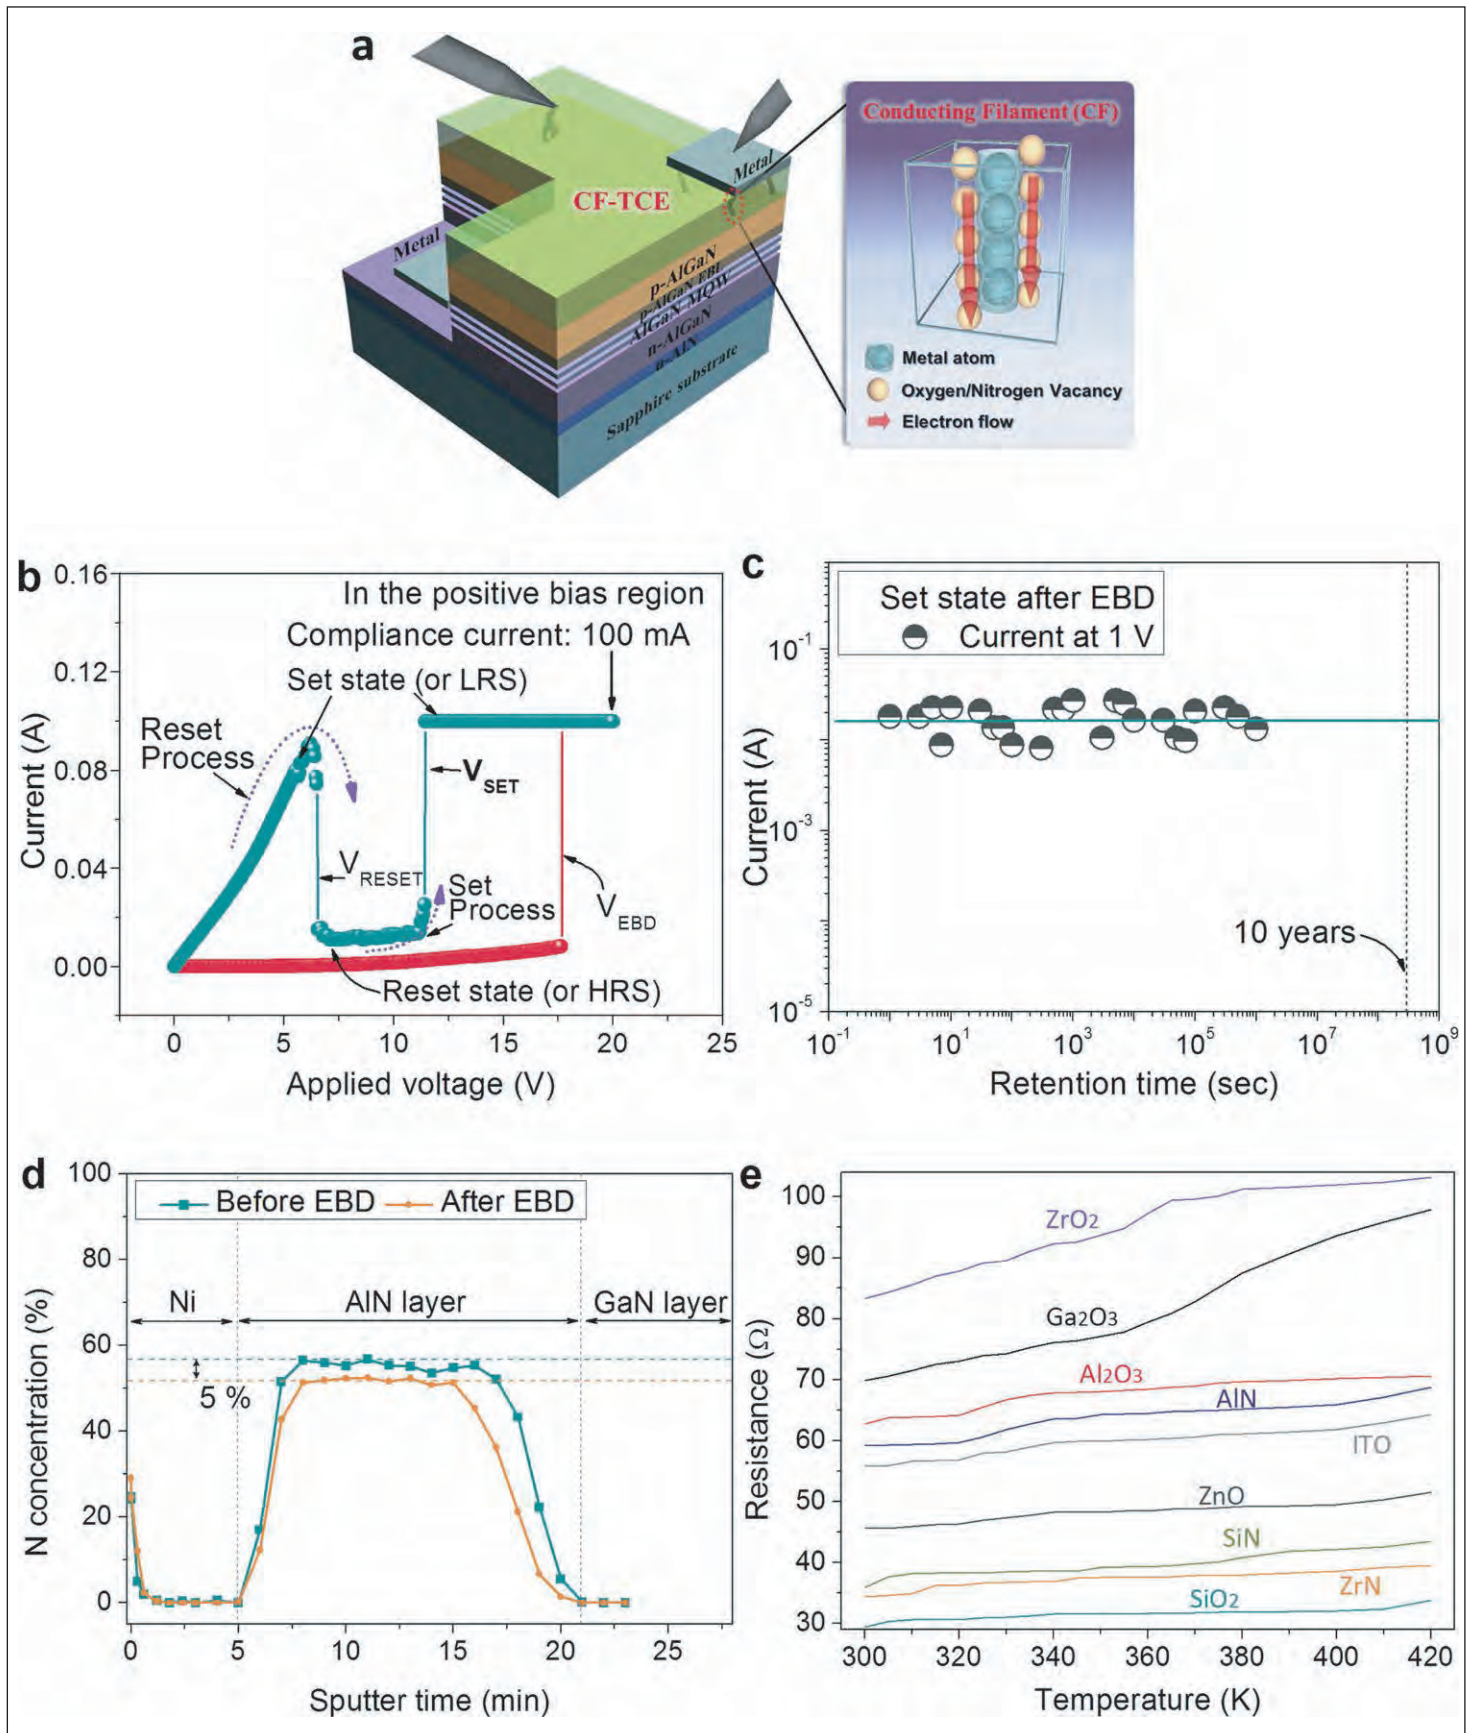 a
Conducting Filament (CF)
Metal
CF-TCE
Metal
p-AlGaN
p-AlGaN EBL
AlGaN MQW
n-AlGaN
u-AlN
Sapphire substrate
Metal atom
Oxygen/Nitrogen Vacancy
Electron flow
b
In the positive bias region
Compliance current: 100 mA
Set state (or LRS)
Reset
Process
V_SET
V_RESET
Set
Process
V_EBD
Reset state (or HRS)
Current (A)
0.16
0.12
0.08
0.04
0.00
0 5 10 15 20 25
Applied voltage (V)
c
Set state after EBD
Current at 1 V
10 years
Current (A)
10⁻¹
10⁻³
10⁻⁵
10⁻¹ 10¹ 10³ 10⁵ 10⁷ 10⁹
Retention time (sec)
d
Before EBD After EBD
Ni AlN layer GaN layer
5 %
N concentration (%)
100
80
60
40
20
0
0 5 10 15 20 25
Sputter time (min)
e
ZrO₂
Ga₂O₃
Al₂O₃
AlN
ITO
ZnO
SiN
ZrN
SiO₂
Resistance (Ω)
100
90
80
70
60
50
40
30
300 320 340 360 380 400 420
Temperature (K)